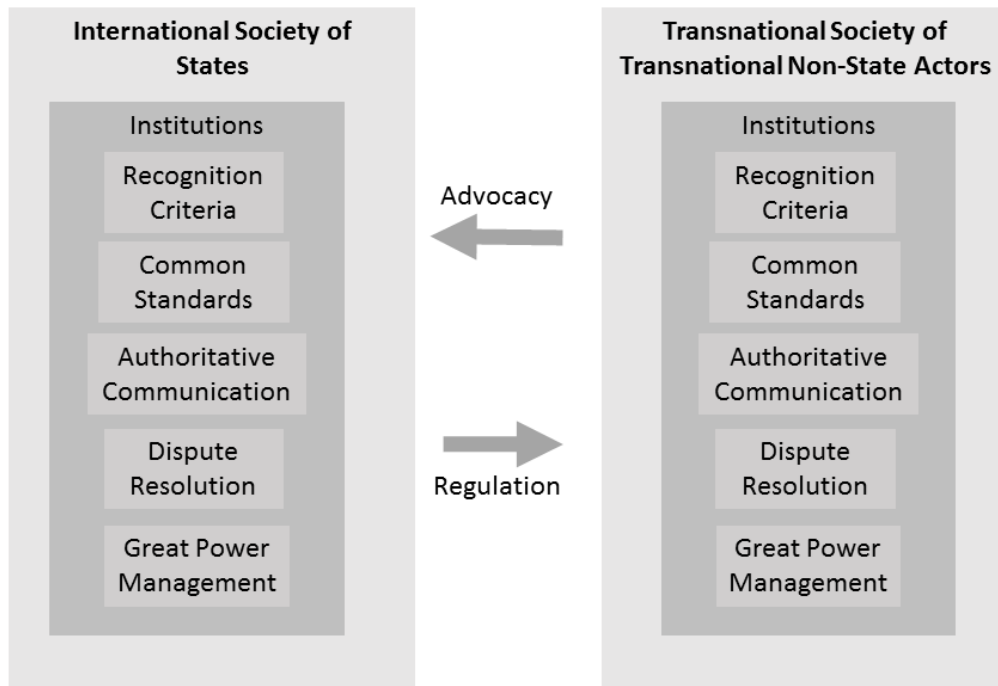 International Society of
States
Institutions
Recognition
Criteria
Common
Standards
Authoritative
Communication
Dispute
Resolution
Great Power
Management
Advocacy
Regulation
Transnational Society of
Transnational Non-State Actors
Institutions
Recognition
Criteria
Common
Standards
Authoritative
Communication
Dispute
Resolution
Great Power
Management